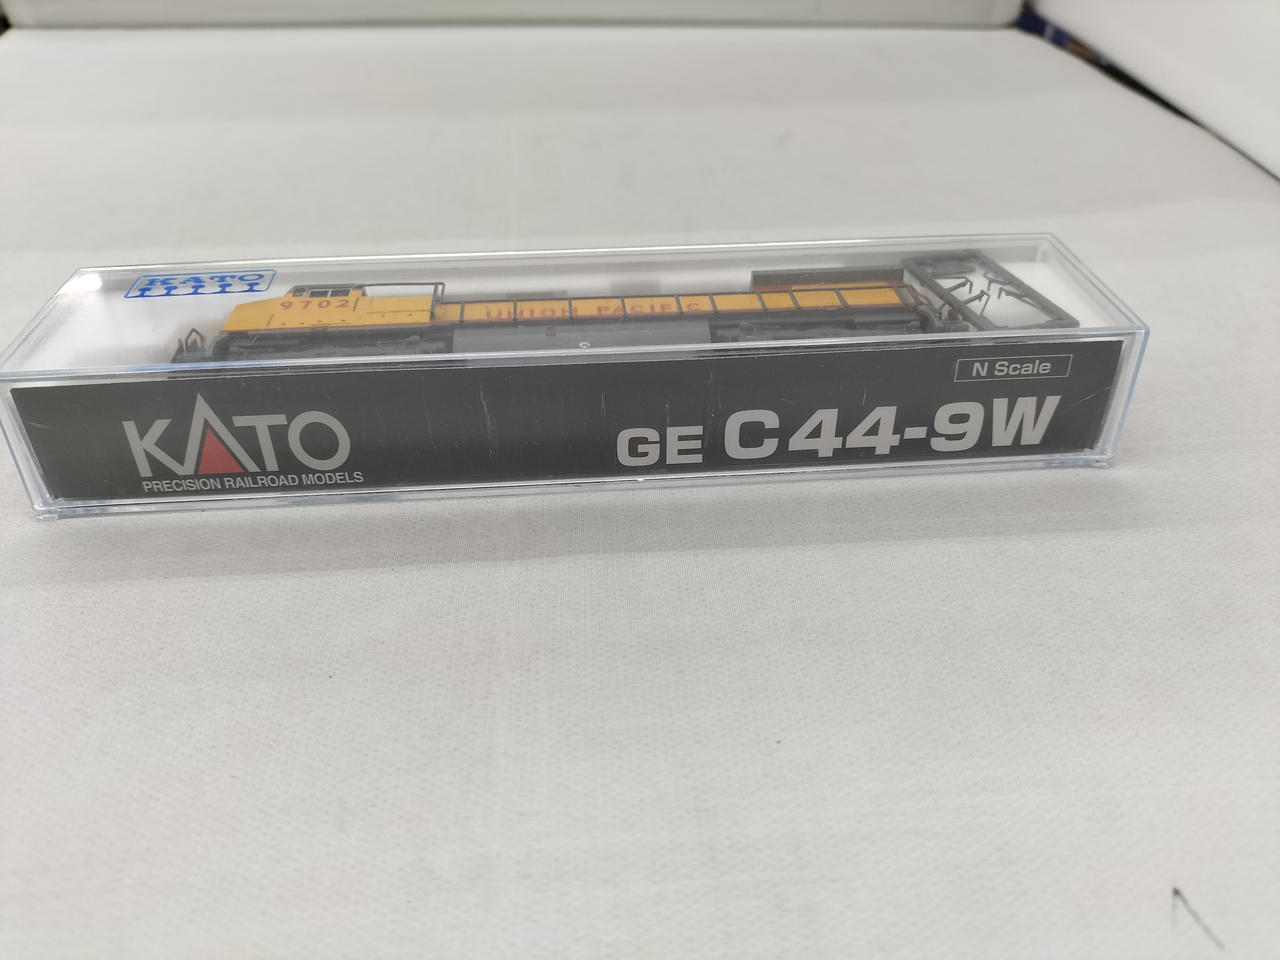 KATO
9702
UNION PACIFIC
N Scale
KATO
GE C44-9W
PRECISION RAILROAD MODELS